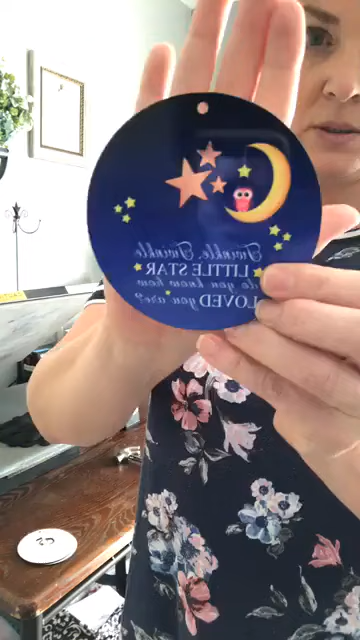 Twinkle, Twinkle
LITTLE STAR
do you know how
LOVED you are?